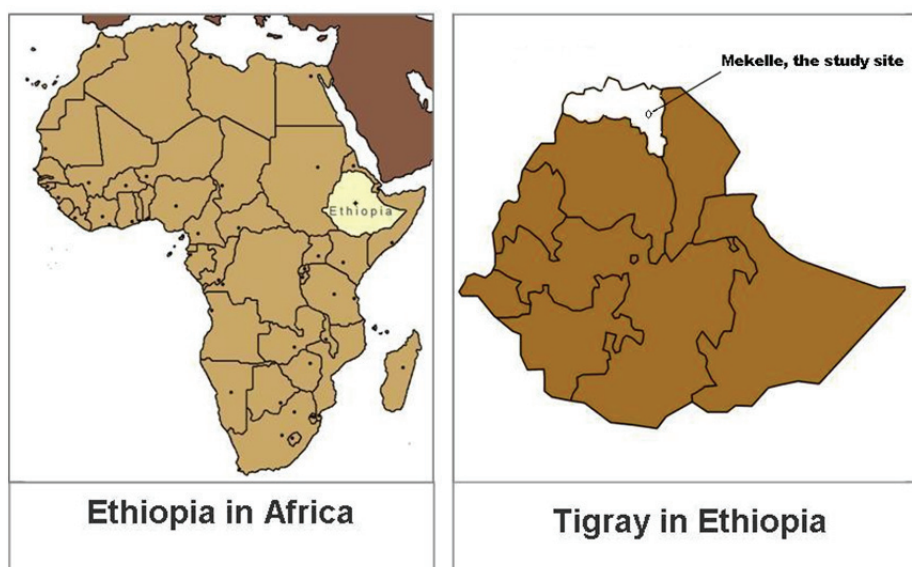 Mekelle, the study site
Ethiopia
Ethiopia in Africa
Tigray in Ethiopia